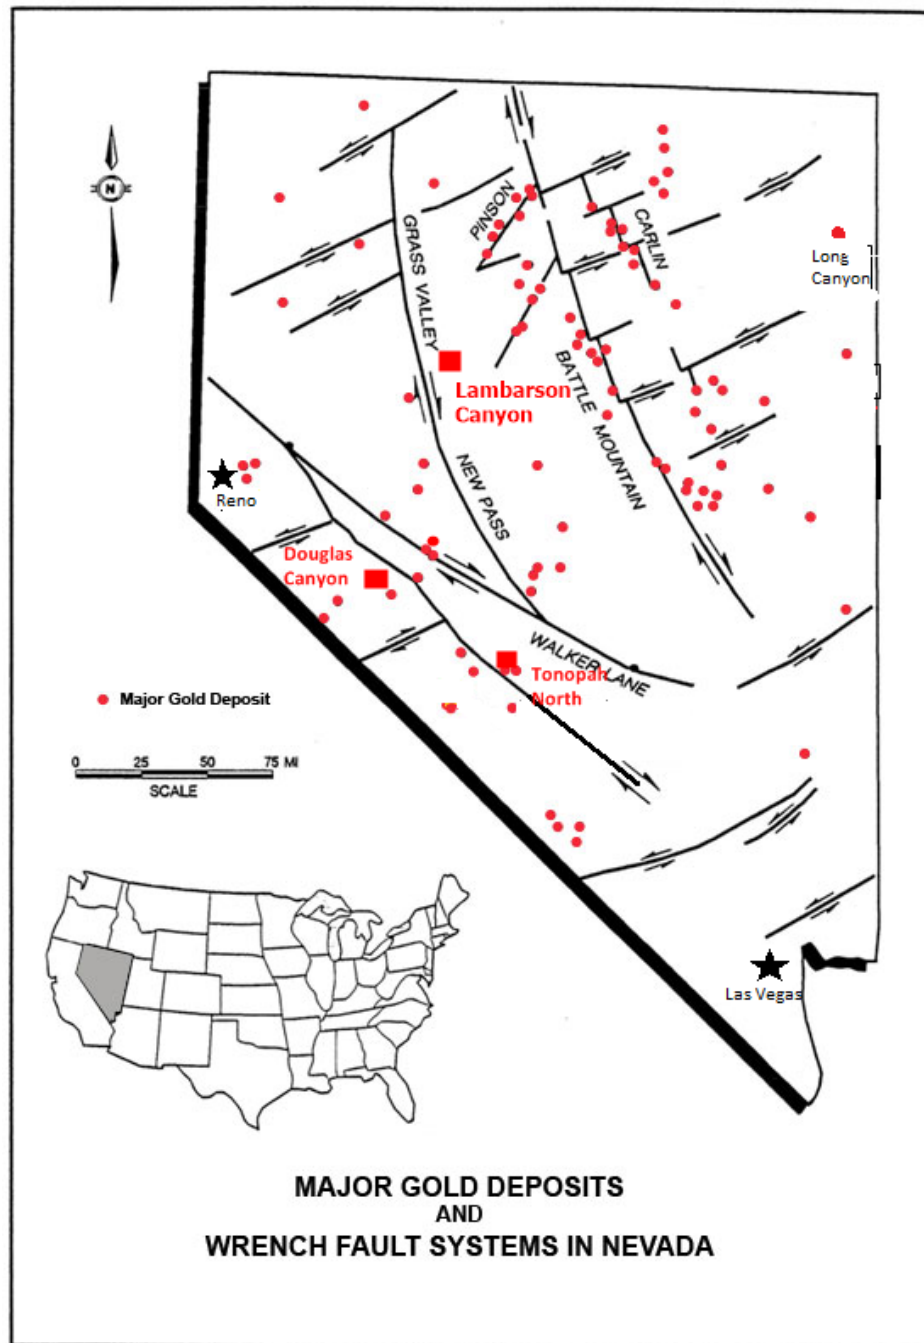 N
PINSON
GRASS VALLEY
CARLIN
Long
Canyon
Lambarson
Canyon
BATTLE MOUNTAIN
NEW PASS
Reno
Douglas
Canyon
WALKER LANE
Tonopah
North
Major Gold Deposit
0 25 50 75 MI
SCALE
Las Vegas
MAJOR GOLD DEPOSITS
AND
WRENCH FAULT SYSTEMS IN NEVADA